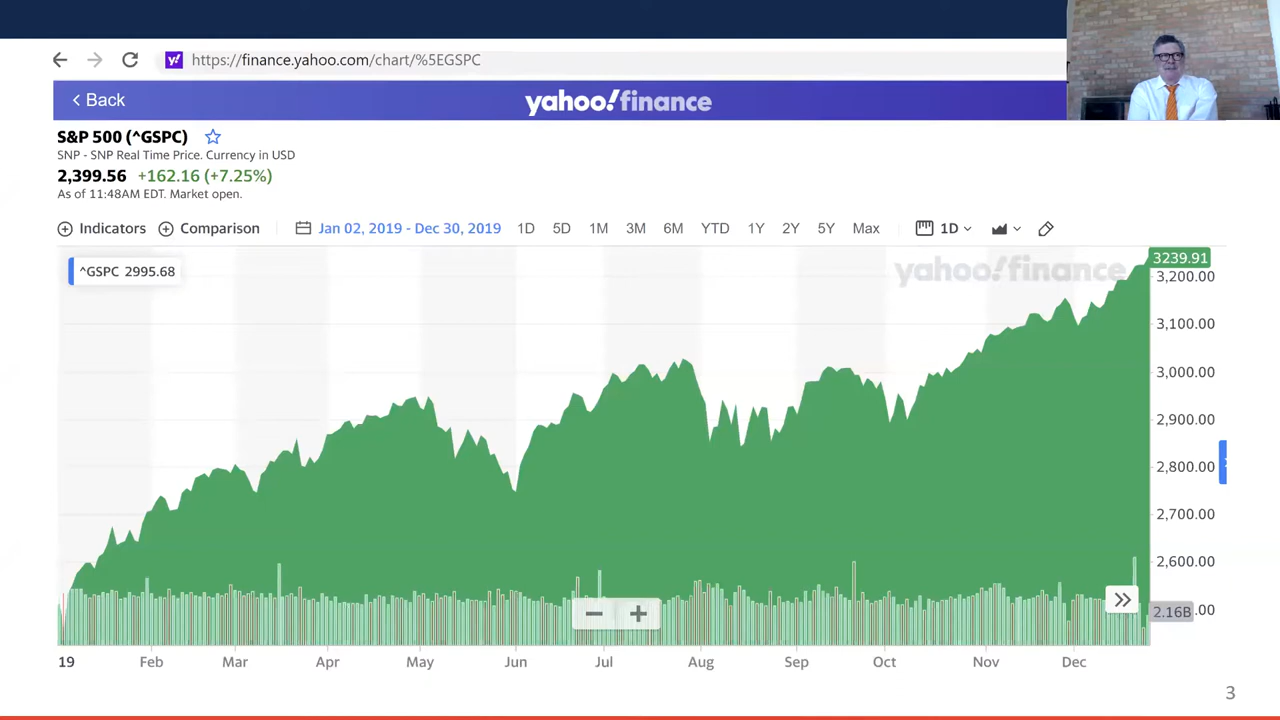 https://finance.yahoo.com/chart/%5EGSPC
Back
yahoo!finance
S&P 500 (^GSPC)
SNP - SNP Real Time Price. Currency in USD
2,399.56 +162.16 (+7.25%)
As of 11:48AM EDT. Market open.
Indicators Comparison Jan 02, 2019 - Dec 30, 2019 1D 5D 1M 3M 6M YTD 1Y 2Y 5Y Max 1D
^GSPC 2995.68
yahoo!finance
3239.91
3,200.00
3,100.00
3,000.00
2,900.00
2,800.00
2,700.00
2,600.00
2.16B .00
19 Feb Mar Apr May Jun Jul Aug Sep Oct Nov Dec
3